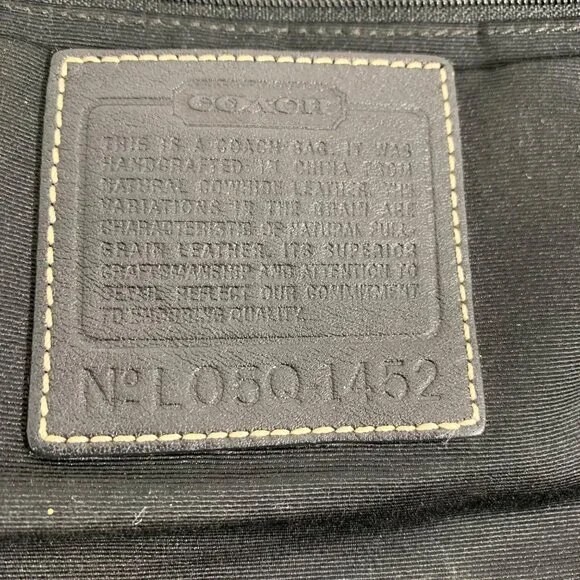 COACH
THIS IS A COACH BAG. IT WAS
HANDCRAFTED IN CHINA FROM
NATURAL COWHIDE LEATHER. THE
VARIATIONS IN THE GRAIN ARE
CHARACTERISTIC OF NATURAL FULL
GRAIN LEATHER. ITS SUPERIOR
CRAFTSMANSHIP AND ATTENTION TO
DETAIL REFLECT OUR COMMITMENT
TO ENDURING QUALITY.
Nº L05Q-1452